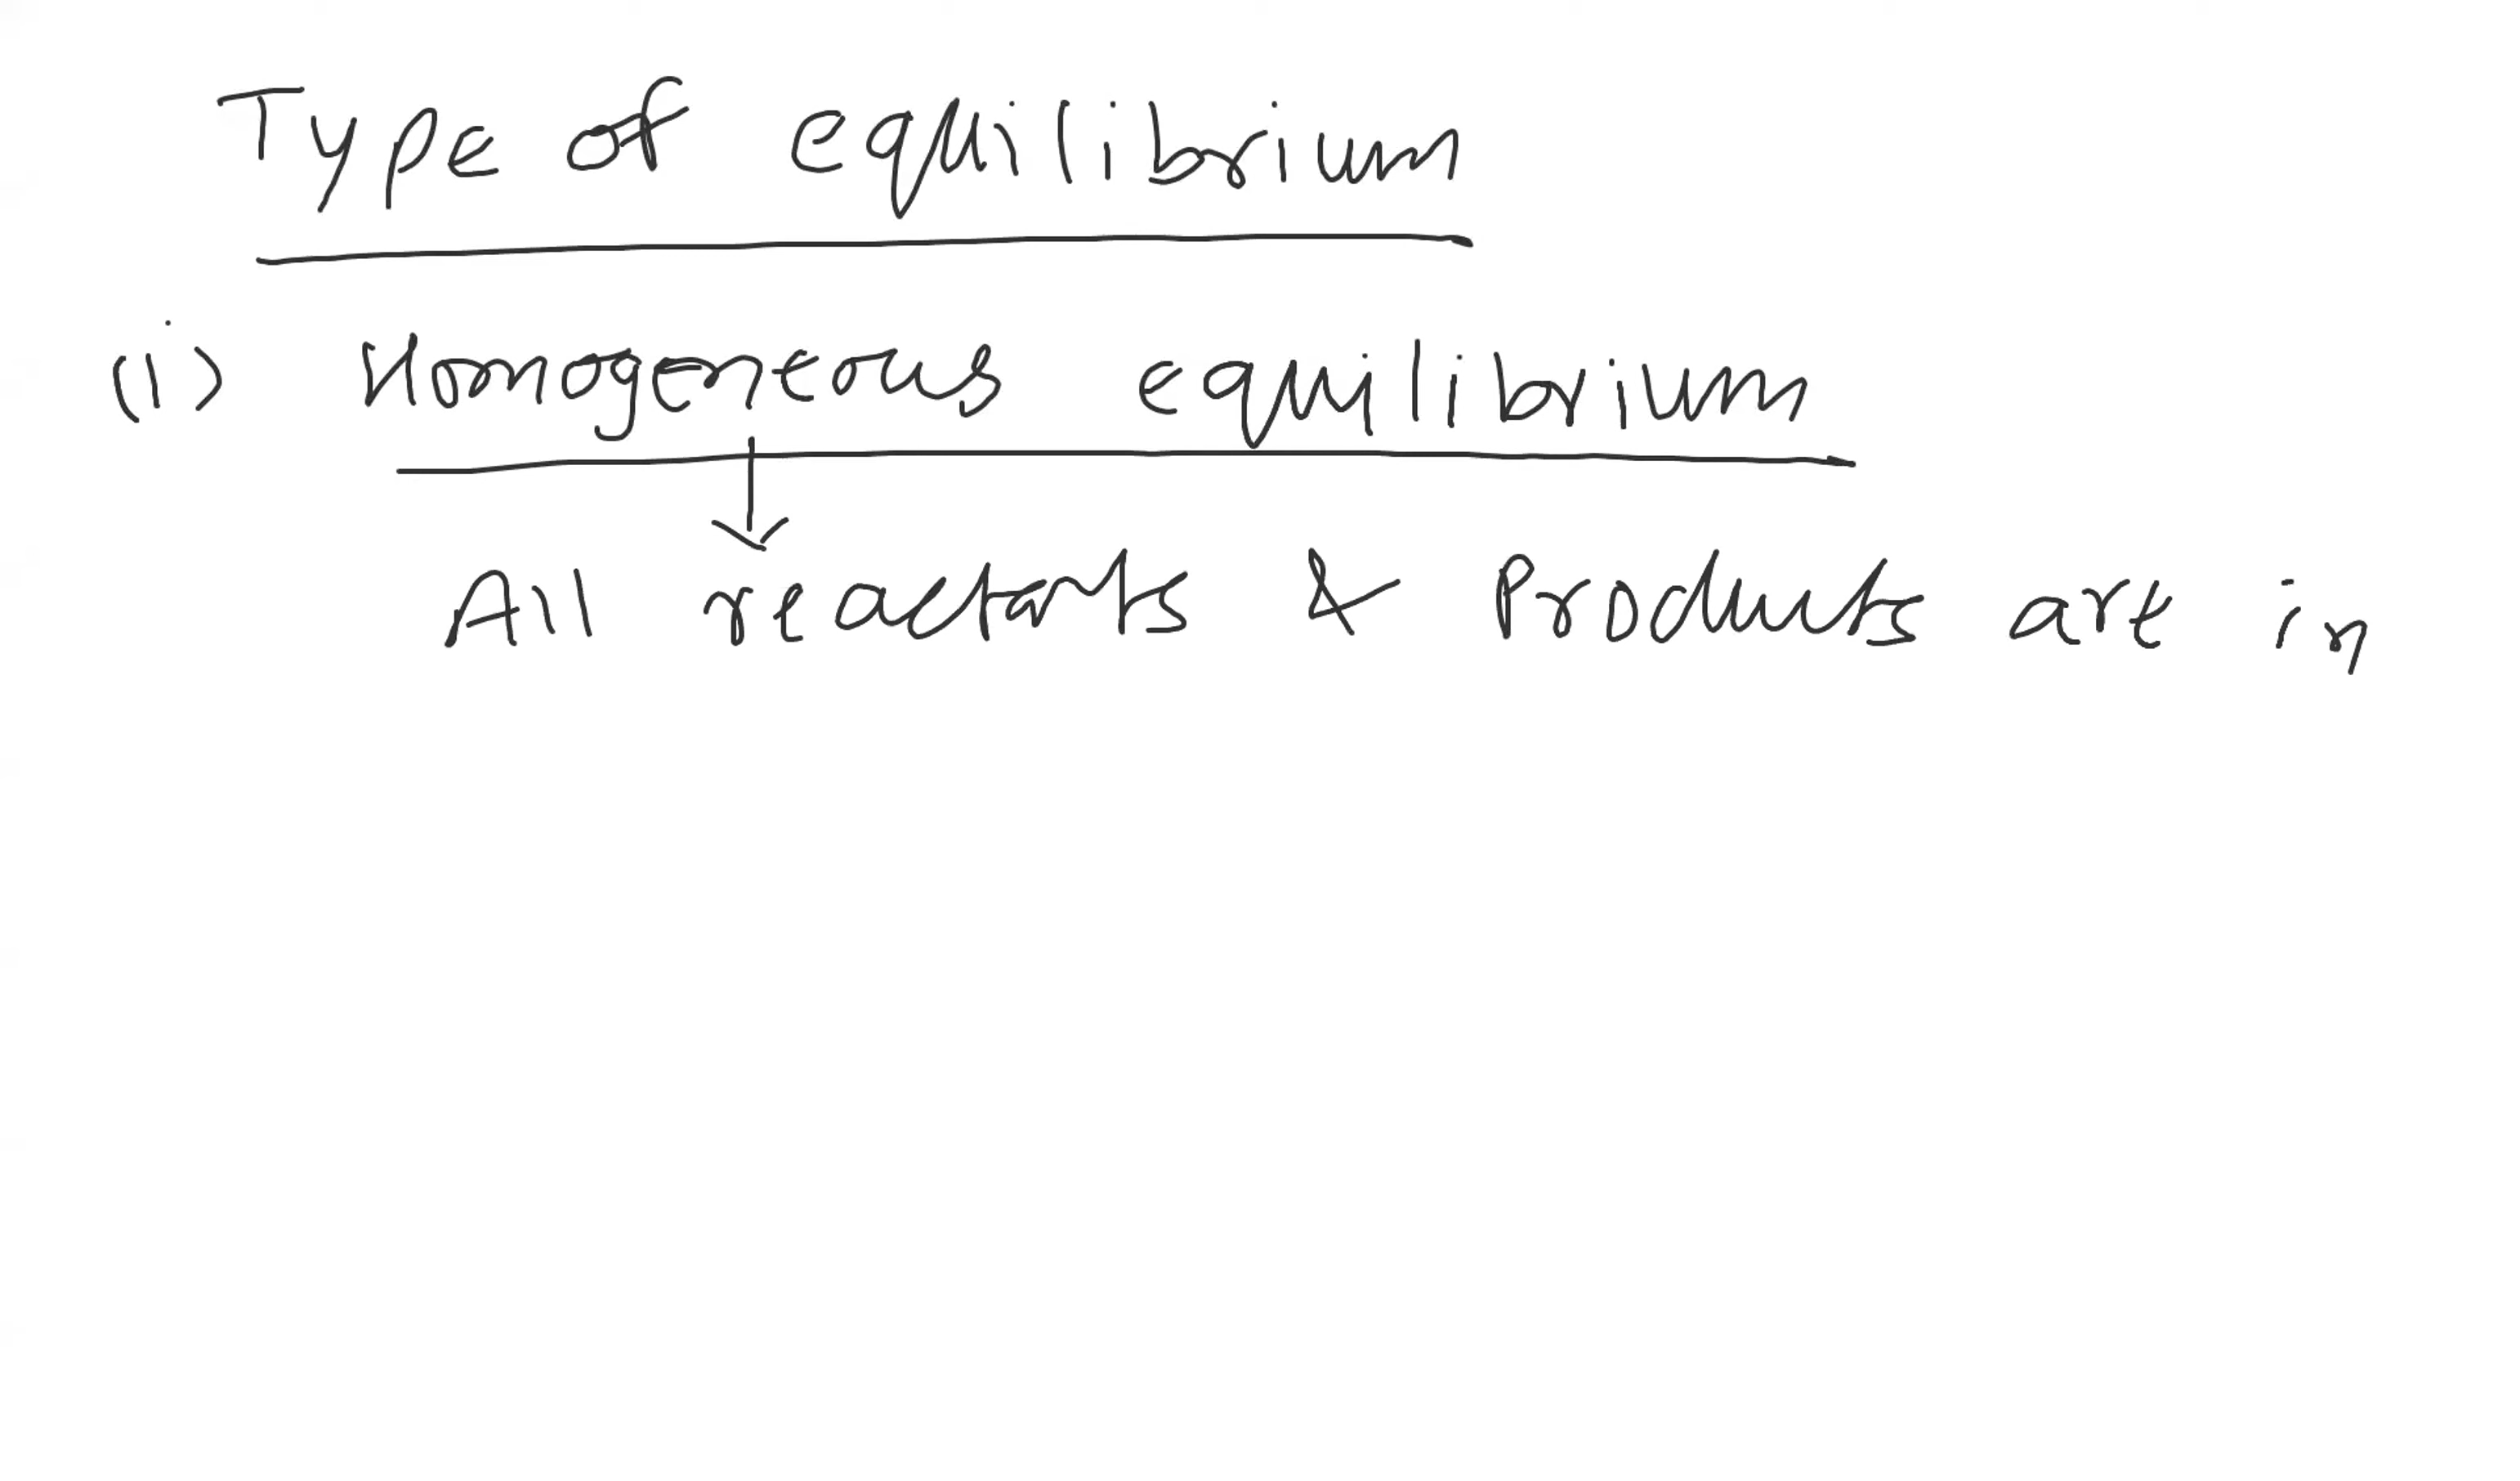 Type of equilibrium
(i) Homogeneous equilibrium
All reactants & Products are in